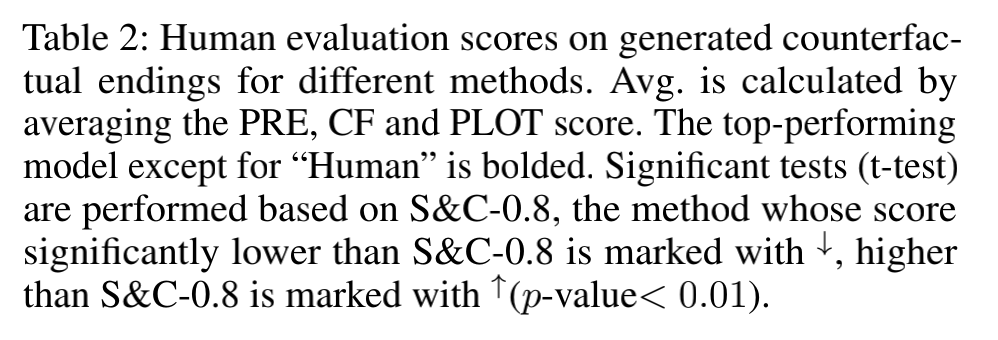 Table 2: Human evaluation scores on generated counterfac-
tual endings for different methods. Avg. is calculated by
averaging the PRE, CF and PLOT score. The top-performing
model except for “Human” is bolded. Significant tests (t-test)
are performed based on S&C-0.8, the method whose score
significantly lower than S&C-0.8 is marked with ↓, higher
than S&C-0.8 is marked with ↑(p-value< 0.01).